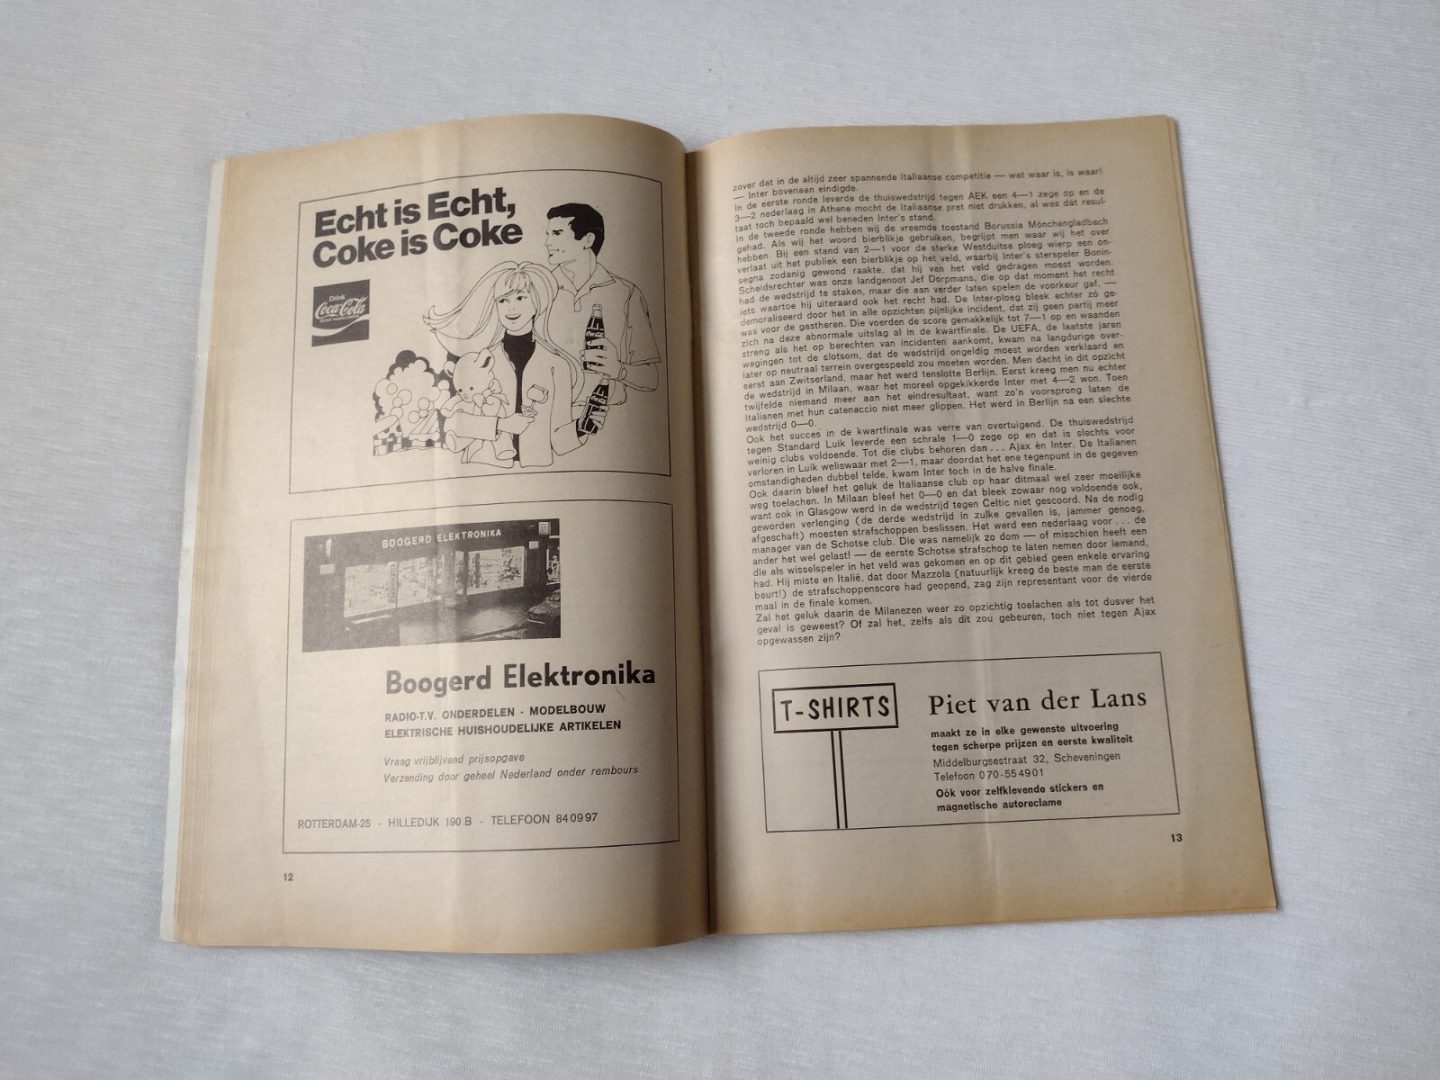 Echt is Echt,
Coke is Coke
Drink
Coca-Cola
BOOGERD ELEKTRONIKA
Boogerd Elektronika
RADIO-T.V. ONDERDELEN - MODELBOUW
ELEKTRISCHE HUISHOUDELIJKE ARTIKELEN
Vraag vrijblijvend prijsopgave
Verzending door geheel Nederland onder rembours
ROTTERDAM-25 - HILLEDIJK 190 B - TELEFOON 84 09 97
12
zover dat in de altijd zeer spannende Italiaanse competitie — wat waar is, is waar!
— Inter bovenaan eindigde.
In de eerste ronde leverde de thuiswedstrijd tegen AEK een 4—1 zege op en de
3—2 nederlaag in Athene mocht de Italiaanse pret niet drukken, al was dát resul-
taat toch bepaald wel beneden Inter's stand.
In de tweede ronde hebben wij de vreemde toestand Borussia Mönchengladbach
gehad. Als wij het woord bierblikje gebruiken, begrijpt men waar wij het over
hebben. Bij een stand van 2—1 voor de sterke Westduitse ploeg wierp een on-
verlaat uit het publiek een bierblikje op het veld, waarbij Inter's sterspeler Bonin-
segna zodanig gewond raakte, dat hij van het veld gedragen moest worden.
Scheidsrechter was onze landgenoot Jef Dorpmans, die op dat moment het recht
had de wedstrijd te staken, maar die aan verder laten spelen de voorkeur gaf. —
iets waartoe hij uiteraard ook het recht had. De Inter-ploeg bleek echter zó ge-
demoraliseerd door het in alle opzichten pijnlijke incident, dat zij geen partij meer
was voor de gastheren. Die voerden de score gemakkelijk tot 7—1 op en waanden
zich na deze abnormale uitslag al in de kwartfinale. De UEFA, de laatste jaren
streng als het op berechten van incidenten aankomt, kwam na langdurige over-
wegingen tot de slotsom, dat de wedstrijd ongeldig moest worden verklaard en
later op neutraal terrein overgespeeld zou moeten worden. Men dacht in dit opzicht
eerst aan Zwitserland, maar het werd tenslotte Berlijn. Eerst kreeg men nu echter
de wedstrijd in Milaan, waar het moreel opgekikkerde Inter met 4—2 won. Toen
twijfelde niemand meer aan het eindresultaat, want zo'n voorsprong laten de
Italianen met hun catenaccio niet meer glippen. Het werd in Berlijn na een slechte
wedstrijd 0—0.
Ook het succes in de kwartfinale was verre van overtuigend. De thuiswedstrijd
tegen Standard Luik leverde een schrale 1—0 zege op en dat is slechts voor
weinig clubs voldoende. Tot die clubs behoren dan . . . Ajax èn Inter. De Italianen
verloren in Luik weliswaar met 2—1, maar doordat het ene tegenpunt in de gegeven
omstandigheden dubbel telde, kwam Inter toch in de halve finale.
Ook daarin bleef het geluk de Italiaanse club op haar ditmaal wel zeer moeilijke
weg toelachen. In Milaan bleef het 0—0 en dat bleek zowaar nog voldoende ook,
want ook in Glasgow werd in de wedstrijd tegen Celtic niet gescoord. Na de nodig
geworden verlenging (de derde wedstrijd in zulke gevallen is, jammer genoeg,
afgeschaft) moesten strafschoppen beslissen. Het werd een nederlaag voor . . . de
manager van de Schotse club. Die was namelijk zo dom — of misschien heeft een
ander het wel gelast! — de eerste Schotse strafschop te laten nemen door iemand,
die als wisselspeler in het veld was gekomen en op dit gebied geen enkele ervaring
had. Hij miste en Italië, dat door Mazzola (natuurlijk kreeg de beste man de eerste
beurt!) de strafschoppenscore had geopend, zag zijn representant voor de vierde
maal in de finale komen.
Zal het geluk daarin de Milanezen weer zo opzichtig toelachen als tot dusver het
geval is geweest? Of zal het, zelfs als dit zou gebeuren, toch niet tegen Ajax
opgewassen zijn?
T-SHIRTS
Piet van der Lans
maakt ze in elke gewenste uitvoering
tegen scherpe prijzen en eerste kwaliteit
Middelburgsestraat 32, Scheveningen
Telefoon 070-554901
Oók voor zelfklevende stickers en
magnetische autoreclame
13